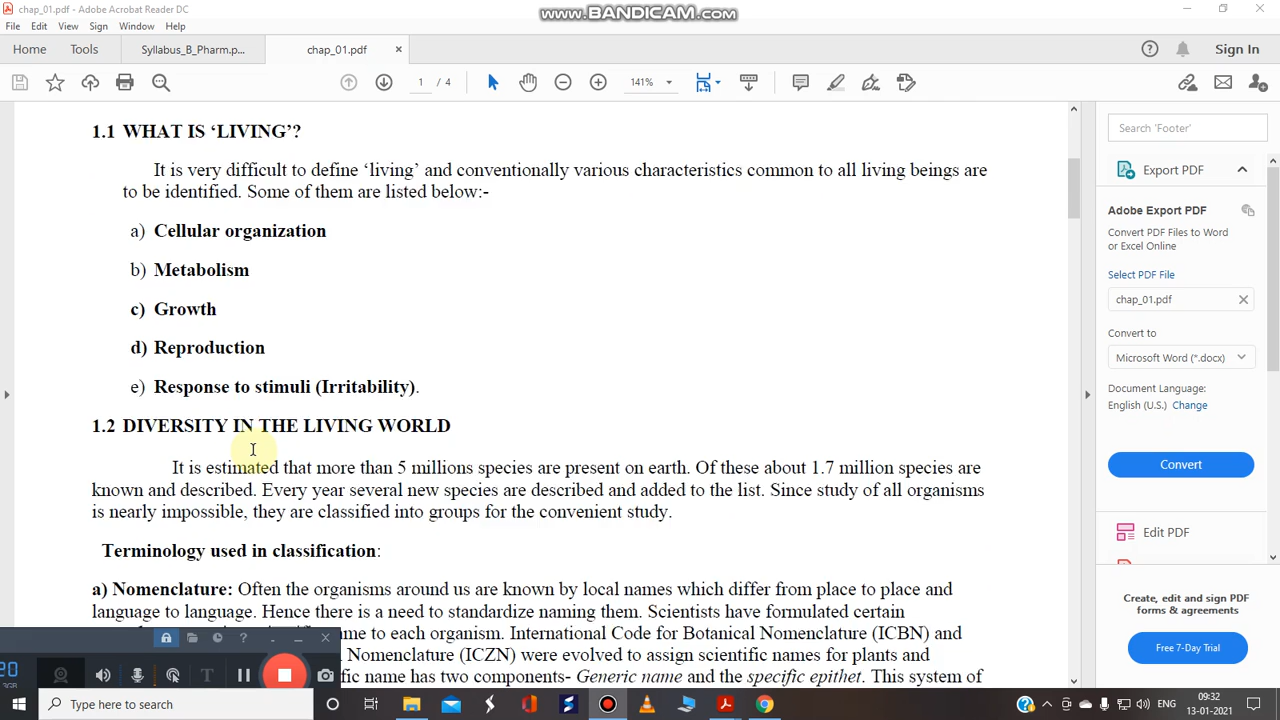 chap_01.pdf - Adobe Acrobat Reader DC
www.BANDICAM.com
File Edit View Sign Window Help
Home Tools Syllabus_B_Pharm.p... chap_01.pdf × Sign In
1 / 4 141%
1.1 WHAT IS ‘LIVING’?
It is very difficult to define ‘living’ and conventionally various characteristics common to all living beings are
to be identified. Some of them are listed below:-
a) Cellular organization
b) Metabolism
c) Growth
d) Reproduction
e) Response to stimuli (Irritability).
1.2 DIVERSITY IN THE LIVING WORLD
It is estimated that more than 5 millions species are present on earth. Of these about 1.7 million species are
known and described. Every year several new species are described and added to the list. Since study of all organisms
is nearly impossible, they are classified into groups for the convenient study.
Terminology used in classification:
a) Nomenclature: Often the organisms around us are known by local names which differ from place to place and
language to language. Hence there is a need to standardize naming them. Scientists have formulated certain
to each organism. International Code for Botanical Nomenclature (ICBN) and
Nomenclature (ICZN) were evolved to assign scientific names for plants and
name has two components- Generic name and the specific epithet. This system of
Search 'Footer'
Export PDF
Adobe Export PDF
Convert PDF Files to Word
or Excel Online
Select PDF File
chap_01.pdf
Convert to
Microsoft Word (*.docx)
Document Language:
English (U.S.) Change
Convert
Edit PDF
Create, edit and sign PDF
forms & agreements
Free 7-Day Trial
Type here to search
ENG
09:32
13-01-2021